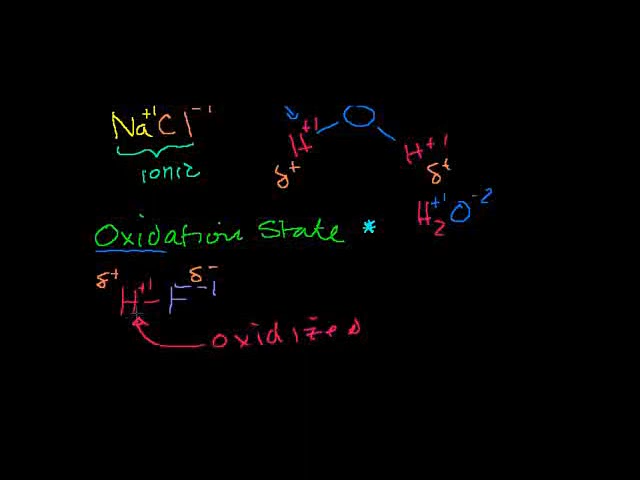 Na⁺¹Cl⁻¹
ionic
H⁺¹ O H⁺¹
δ⁺ δ⁺
H₂⁺¹O⁻²
Oxidation State *
δ⁺ δ⁻
H⁺¹—F⁻¹
oxidized